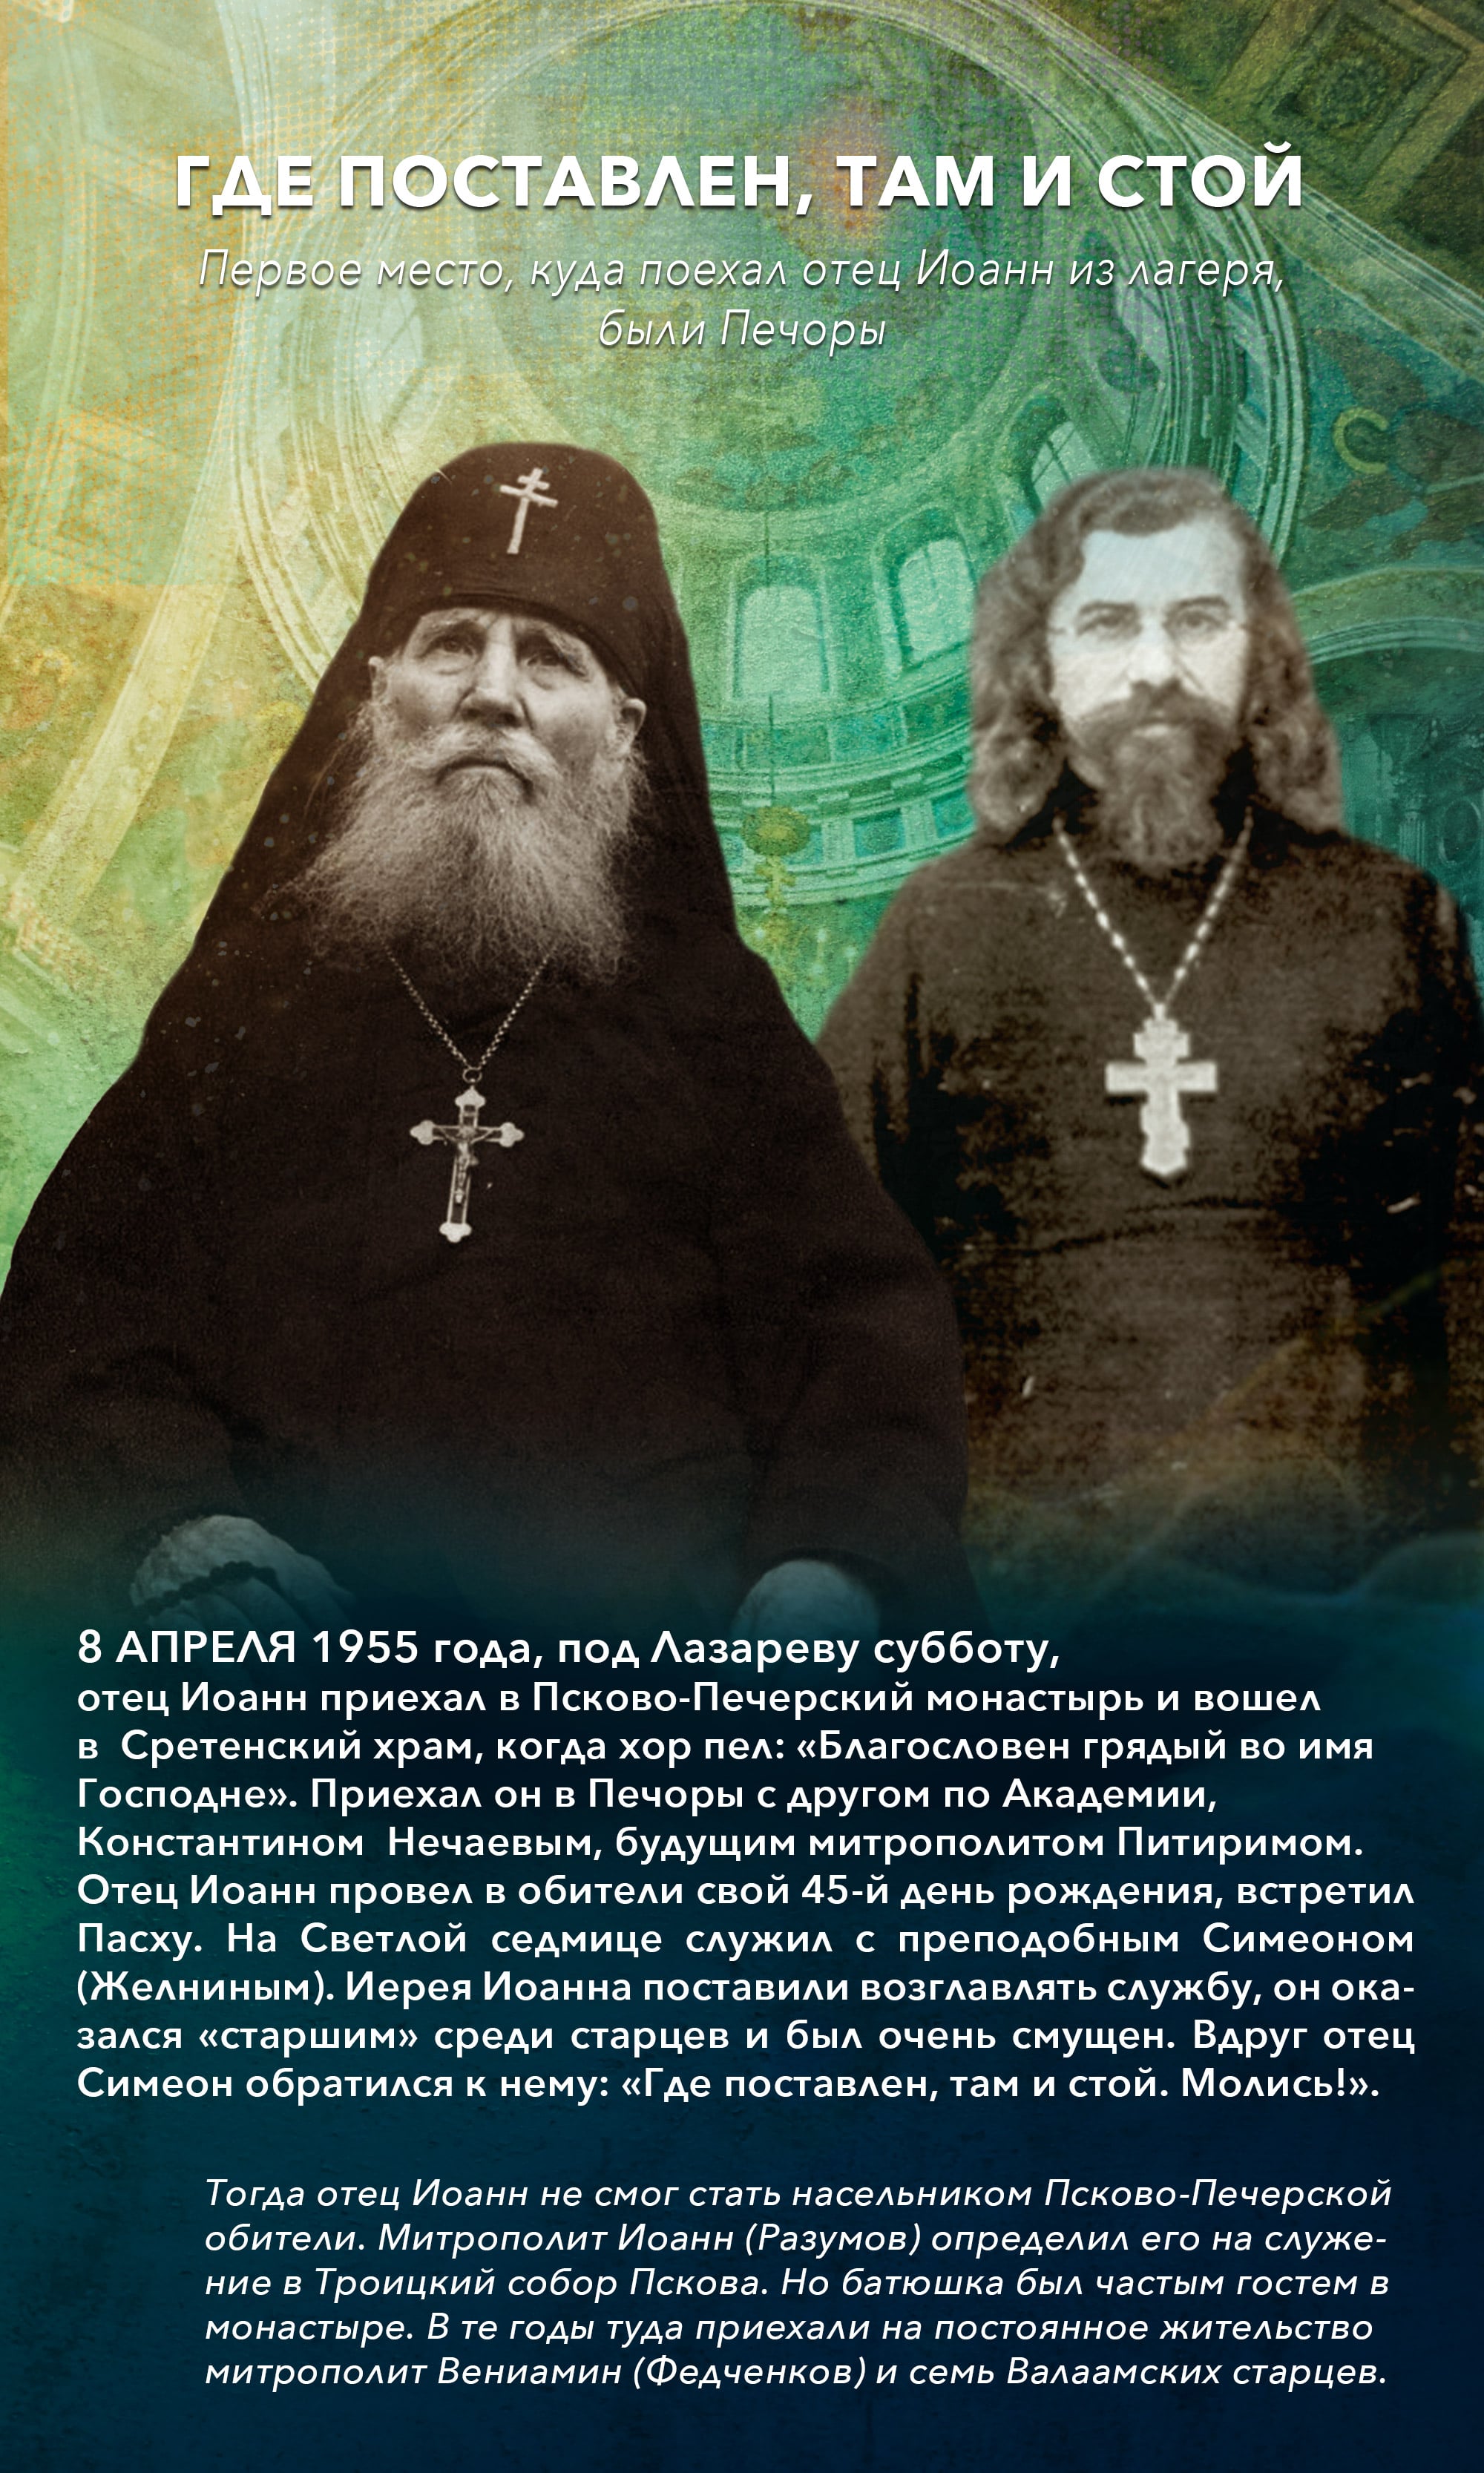 ГДЕ ПОСТАВЛЕН, ТАМ И СТОЙ
Первое место, куда поехал отец Иоанн из лагеря,
были Печоры
8 АПРЕЛЯ 1955 года, под Лазареву субботу,
отец Иоанн приехал в Псково-Печерский монастырь и вошел
в Сретенский храм, когда хор пел: «Благословен грядый во имя
Господне». Приехал он в Печоры с другом по Академии,
Константином Нечаевым, будущим митрополитом Питиримом.
Отец Иоанн провел в обители свой 45-й день рождения, встретил
Пасху. На Светлой седмице служил с преподобным Симеоном
(Желниным). Иерея Иоанна поставили возглавлять службу, он ока-
зался «старшим» среди старцев и был очень смущен. Вдруг отец
Симеон обратился к нему: «Где поставлен, там и стой. Молись!».
Тогда отец Иоанн не смог стать насельником Псково-Печерской
обители. Митрополит Иоанн (Разумов) определил его на служе-
ние в Троицкий собор Пскова. Но батюшка был частым гостем в
монастыре. В те годы туда приехали на постоянное жительство
митрополит Вениамин (Федченков) и семь Валаамских старцев.